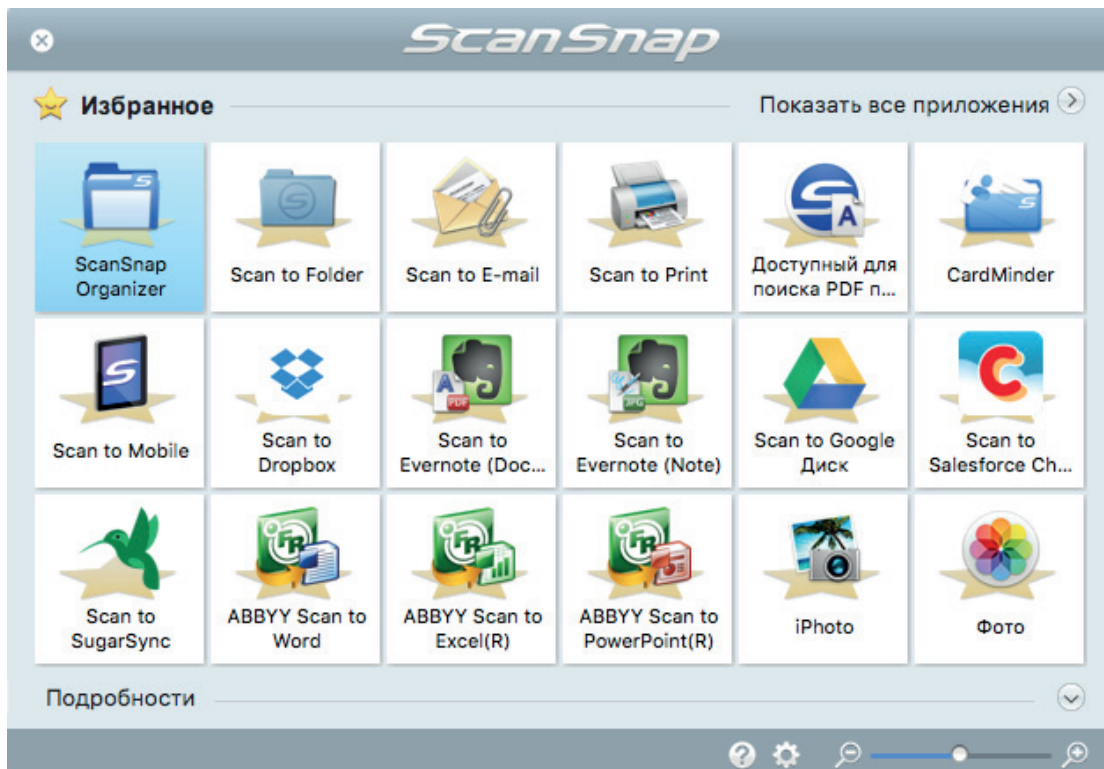 ScanSnap
Избранное
Показать все приложения
ScanSnap
Organizer
Scan to Folder
Scan to E-mail
Scan to Print
Доступный для
поиска PDF п...
CardMinder
Scan to Mobile
Scan to
Dropbox
Scan to
Evernote (Doc...
Scan to
Evernote (Note)
Scan to Google
Диск
Scan to
Salesforce Ch...
Scan to
SugarSync
ABBYY Scan to
Word
ABBYY Scan to
Excel(R)
ABBYY Scan to
PowerPoint(R)
iPhoto
Фото
Подробности